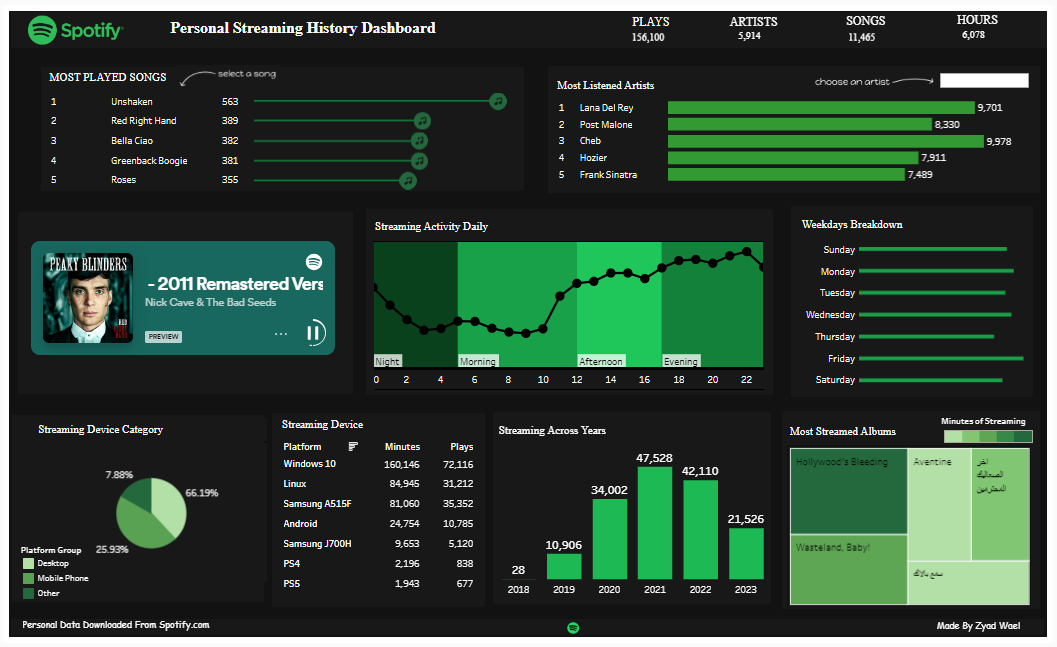 Spotify
Personal Streaming History Dashboard
PLAYS
156,100
ARTISTS
5,914
SONGS
11,465
HOURS
6,078
MOST PLAYED SONGS
select a song
1 Unshaken 563
2 Red Right Hand 389
3 Bella Ciao 382
4 Greenback Boogie 381
5 Roses 355
Most Listened Artists
choose an artist
1 Lana Del Rey 9,701
2 Post Malone 8,330
3 Cheb 9,978
4 Hozier 7,911
5 Frank Sinatra 7,489
PEAKY BLINDERS
- 2011 Remastered Vers
Nick Cave & The Bad Seeds
PREVIEW
Streaming Activity Daily
Night Morning Afternoon Evening
0 2 4 6 8 10 12 14 16 18 20 22
Weekdays Breakdown
Sunday
Monday
Tuesday
Wednesday
Thursday
Friday
Saturday
Streaming Device Category
7.88%
66.19%
25.93%
Platform Group
Desktop
Mobile Phone
Other
Streaming Device
Platform Minutes Plays
Windows 10 160,146 72,116
Linux 84,945 31,212
Samsung A515F 81,060 35,352
Android 24,754 10,785
Samsung J700H 9,653 5,120
PS4 2,196 838
PS5 1,943 677
Streaming Across Years
28 10,906 34,002 47,528 42,110 21,526
2018 2019 2020 2021 2022 2023
Most Streamed Albums
Minutes of Streaming
Hollywood's Bleeding
Aventine
اخر
الصعاليك
المحترمين
Wasteland, Baby!
Personal Data Downloaded From Spotify.com
Made By Zyad Wael